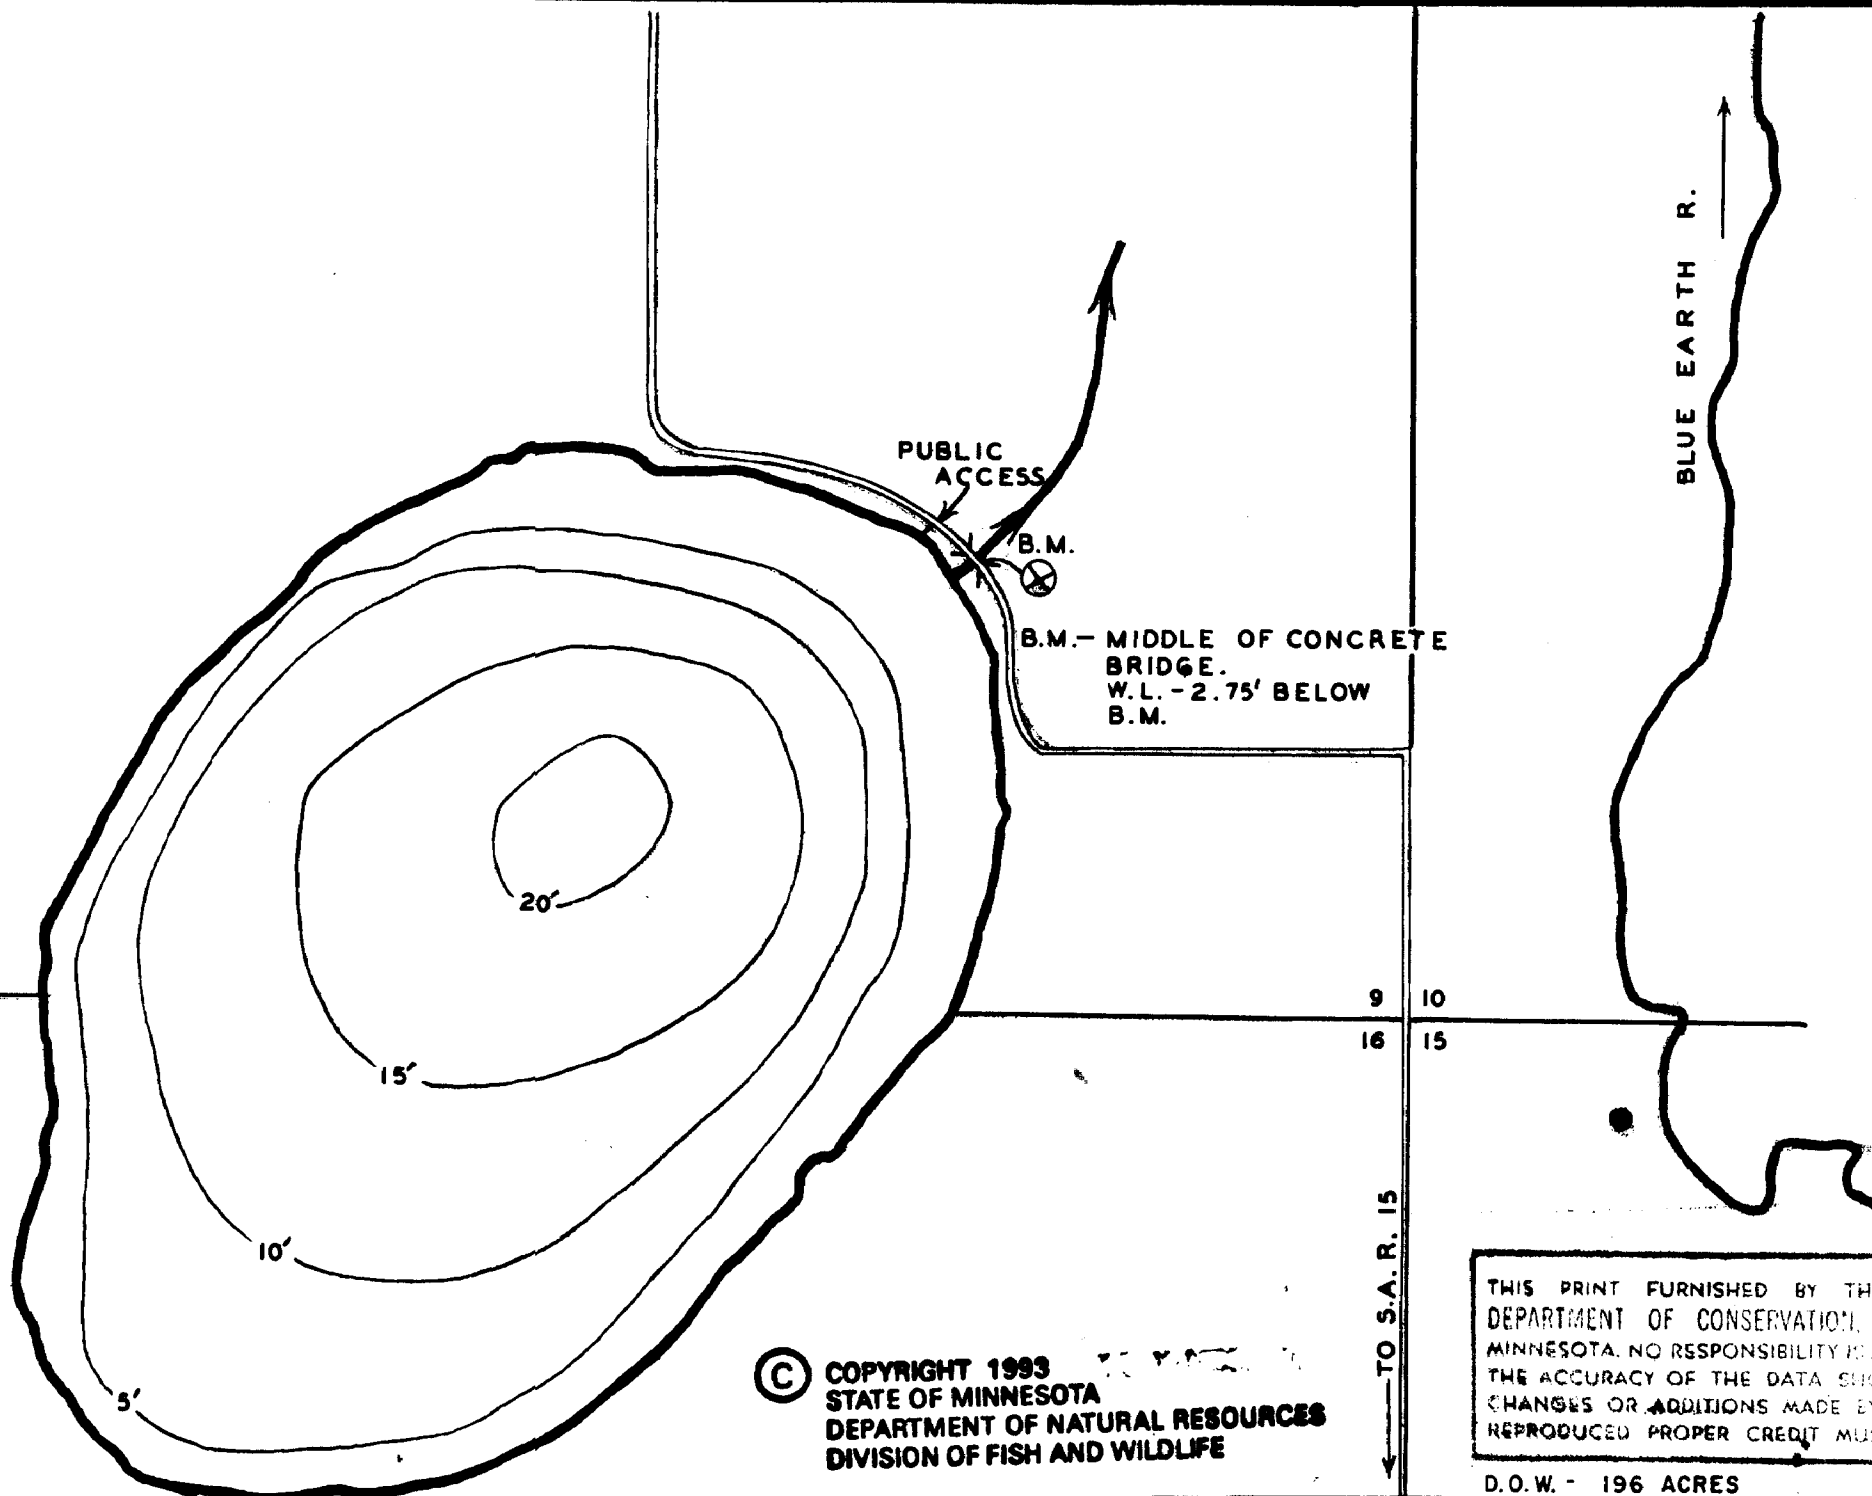 BLUE EARTH R.
PUBLIC
ACCESS
B.M.
B.M.- MIDDLE OF CONCRETE
BRIDGE.
W.L. - 2.75' BELOW
B.M.
20'
15'
10'
5'
9 10
16 15
TO S.A.R. 15
© COPYRIGHT 1993
STATE OF MINNESOTA
DEPARTMENT OF NATURAL RESOURCES
DIVISION OF FISH AND WILDLIFE
THIS PRINT FURNISHED BY TH
DEPARTMENT OF CONSERVATION,
MINNESOTA. NO RESPONSIBILITY IS
THE ACCURACY OF THE DATA
CHANGES OR ADDITIONS MADE
REPRODUCED PROPER CREDIT
D.O.W. - 196 ACRES